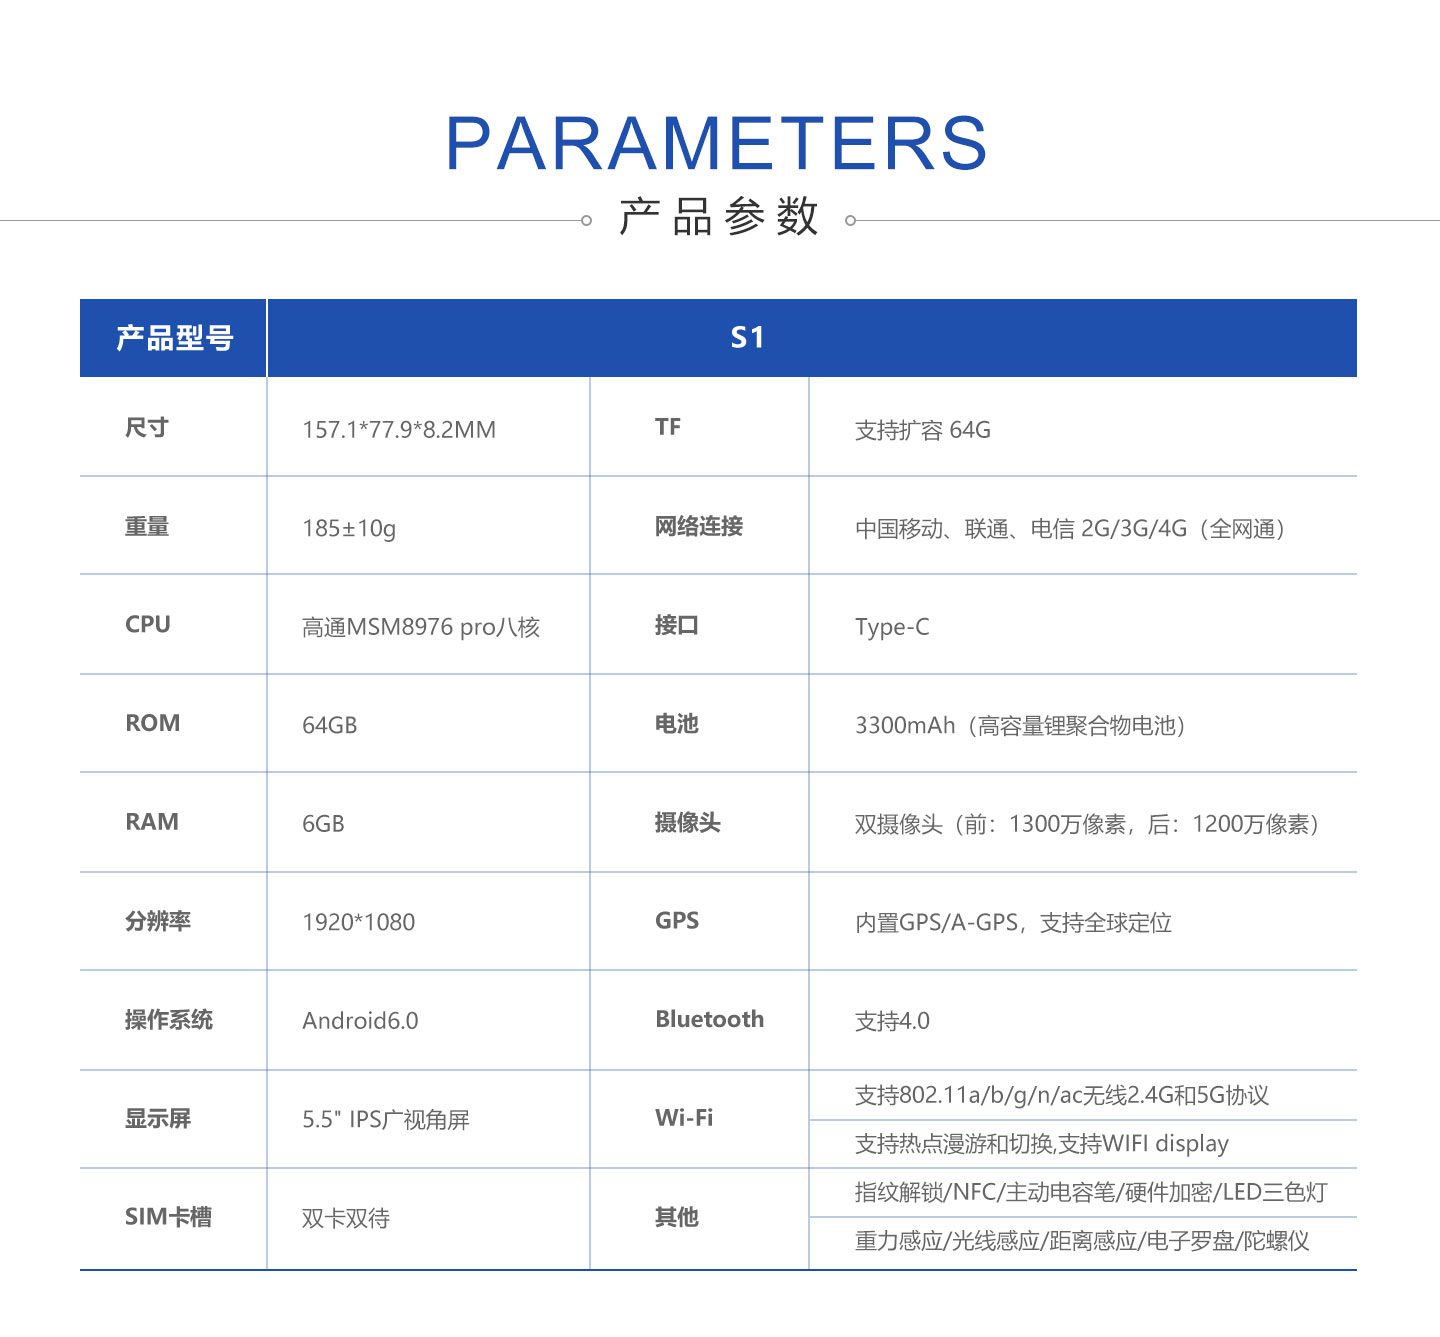 PARAMETERS
产品参数
产品型号 S1
尺寸 157.1*77.9*8.2MM TF 支持扩容 64G
重量 185±10g 网络连接 中国移动、联通、电信 2G/3G/4G（全网通）
CPU 高通MSM8976 pro八核 接口 Type-C
ROM 64GB 电池 3300mAh（高容量锂聚合物电池）
RAM 6GB 摄像头 双摄像头（前：1300万像素，后：1200万像素）
分辨率 1920*1080 GPS 内置GPS/A-GPS，支持全球定位
操作系统 Android6.0 Bluetooth 支持4.0
显示屏 5.5" IPS广视角屏 Wi-Fi 支持802.11a/b/g/n/ac无线2.4G和5G协议
支持热点漫游和切换,支持WIFI display
SIM卡槽 双卡双待 其他 指纹解锁/NFC/主动电容笔/硬件加密/LED三色灯
重力感应/光线感应/距离感应/电子罗盘/陀螺仪